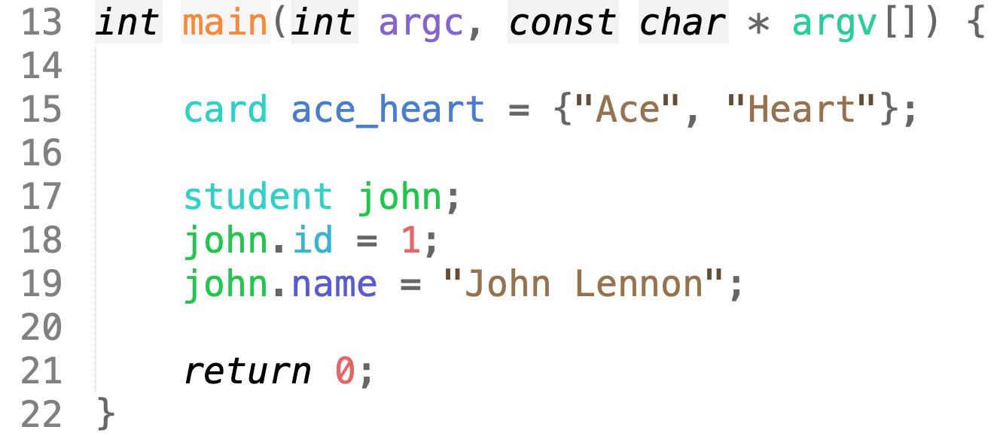 13 int main(int argc, const char * argv[]) {
14
15     card ace_heart = {"Ace", "Heart"};
16
17     student john;
18     john.id = 1;
19     john.name = "John Lennon";
20
21     return 0;
22 }